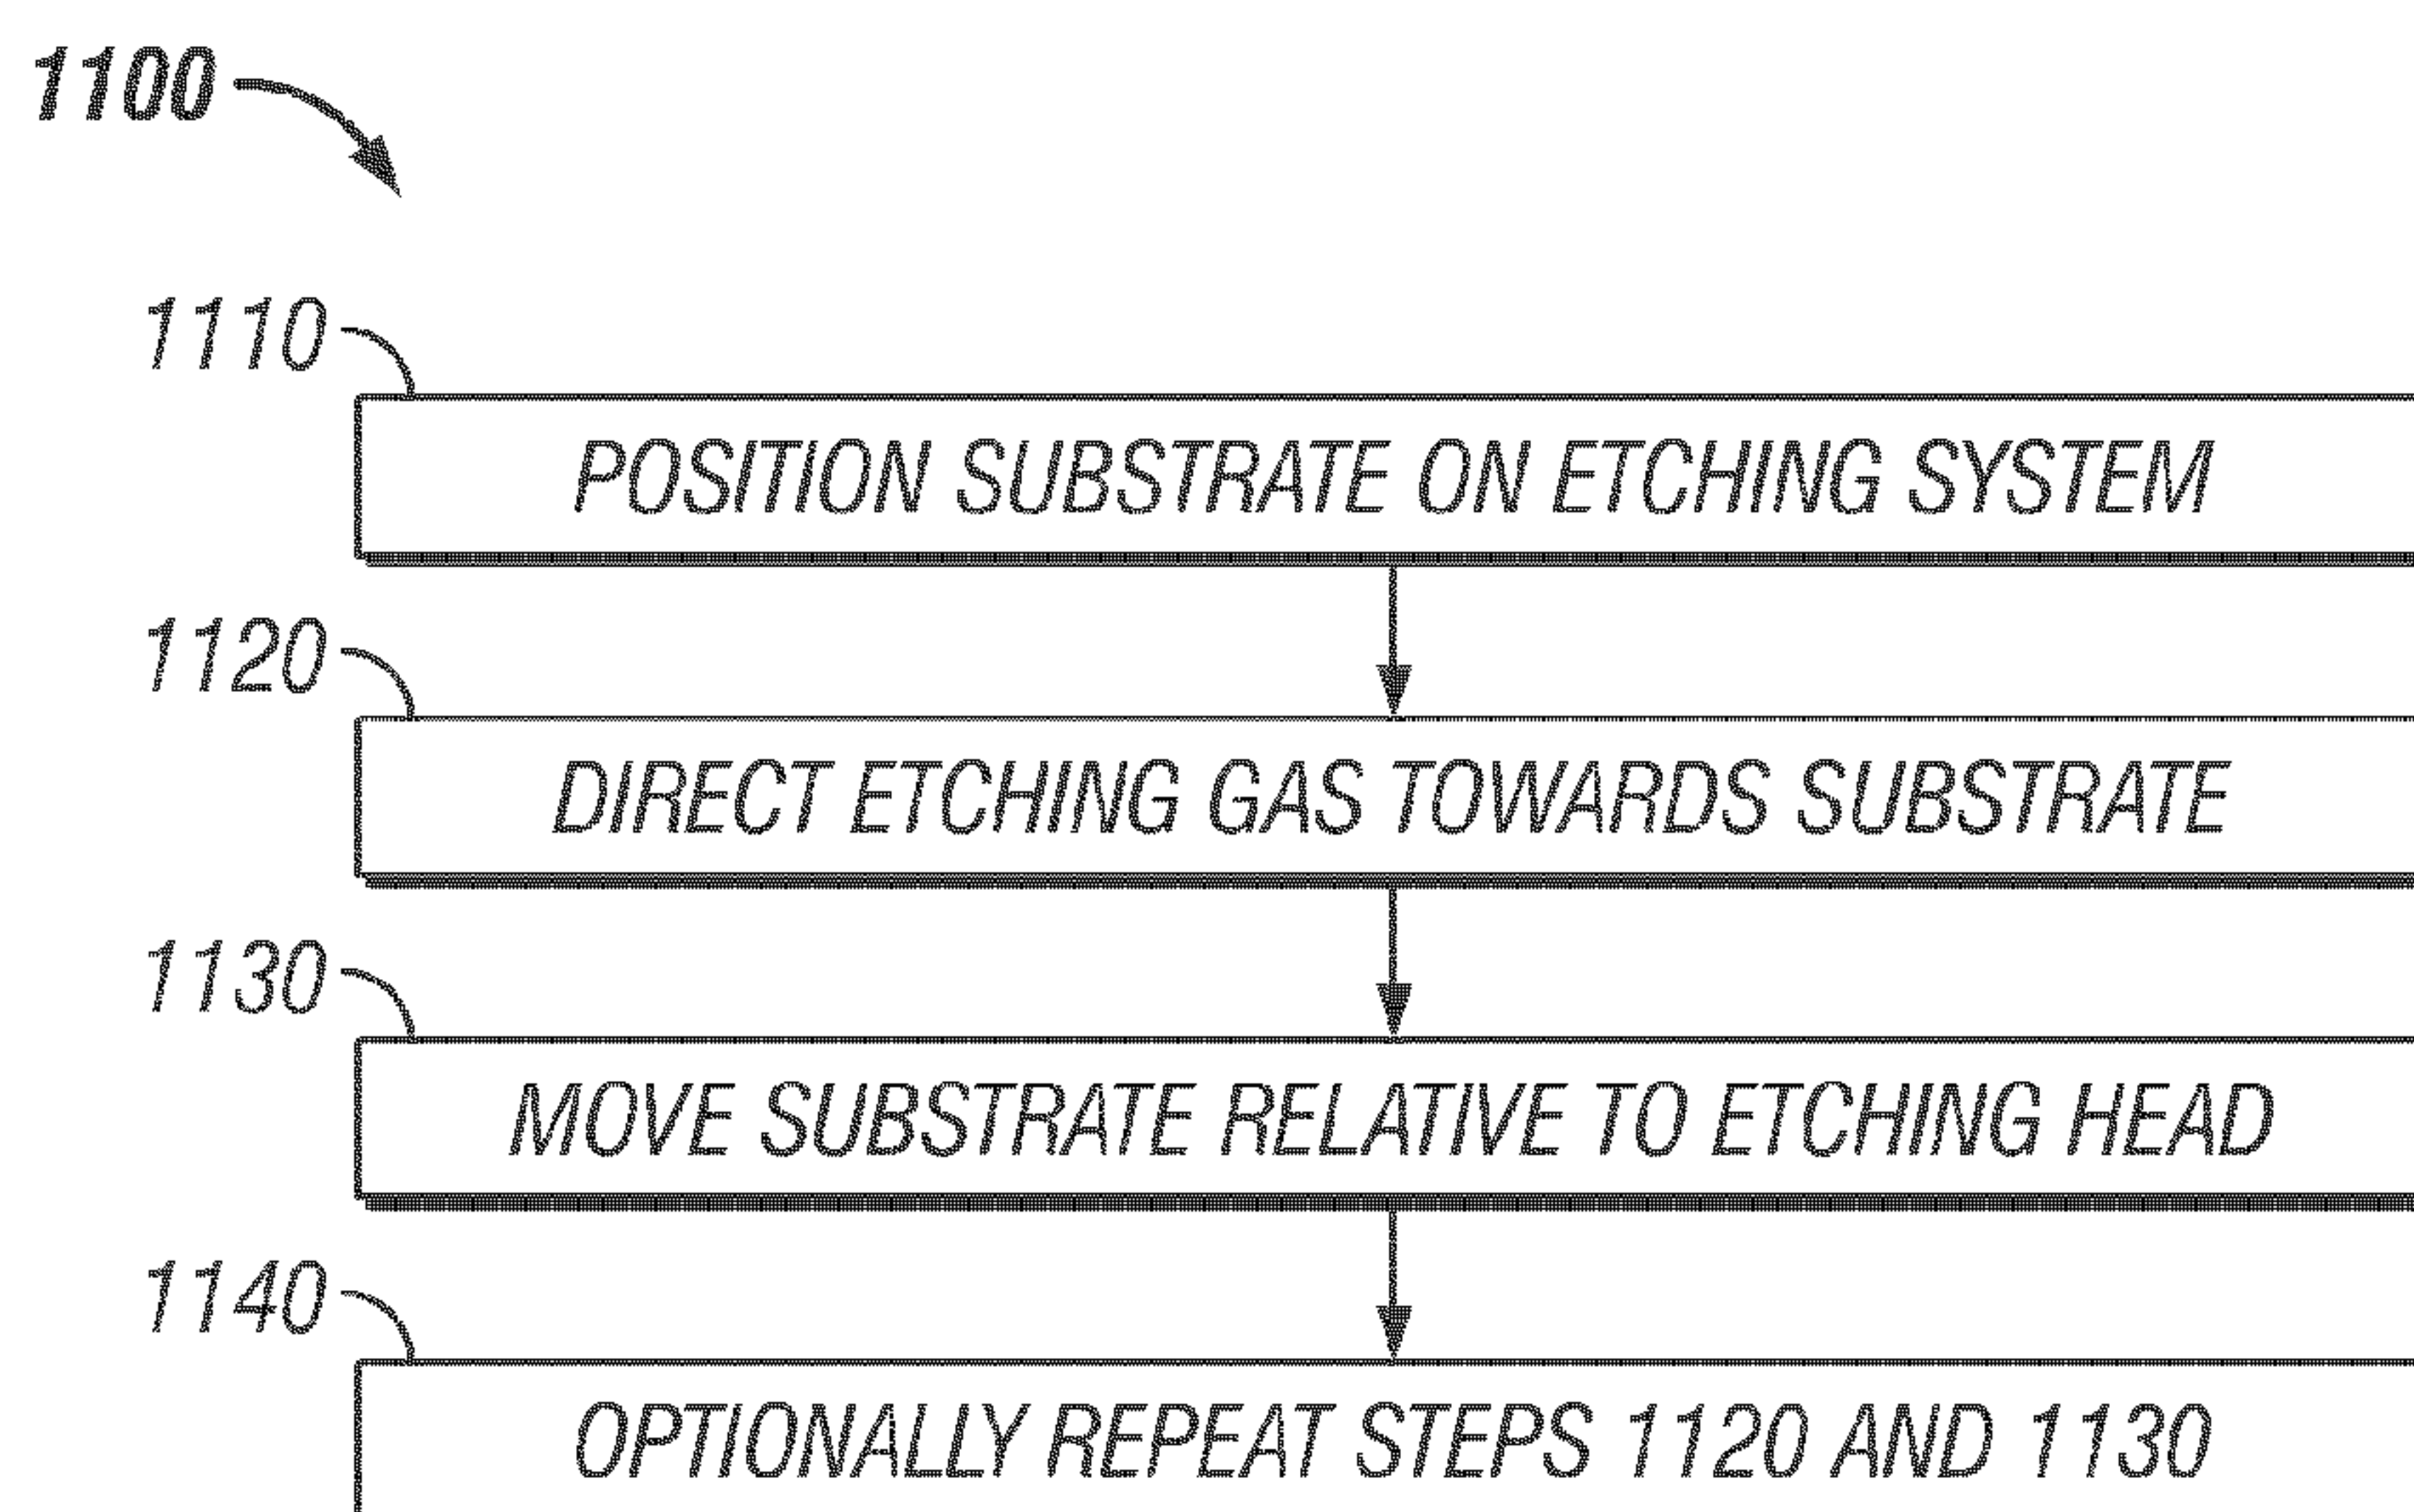 1100
1110
POSITION SUBSTRATE ON ETCHING SYSTEM
1120
DIRECT ETCHING GAS TOWARDS SUBSTRATE
1130
MOVE SUBSTRATE RELATIVE TO ETCHING HEAD
1140
OPTIONALLY REPEAT STEPS 1120 AND 1130